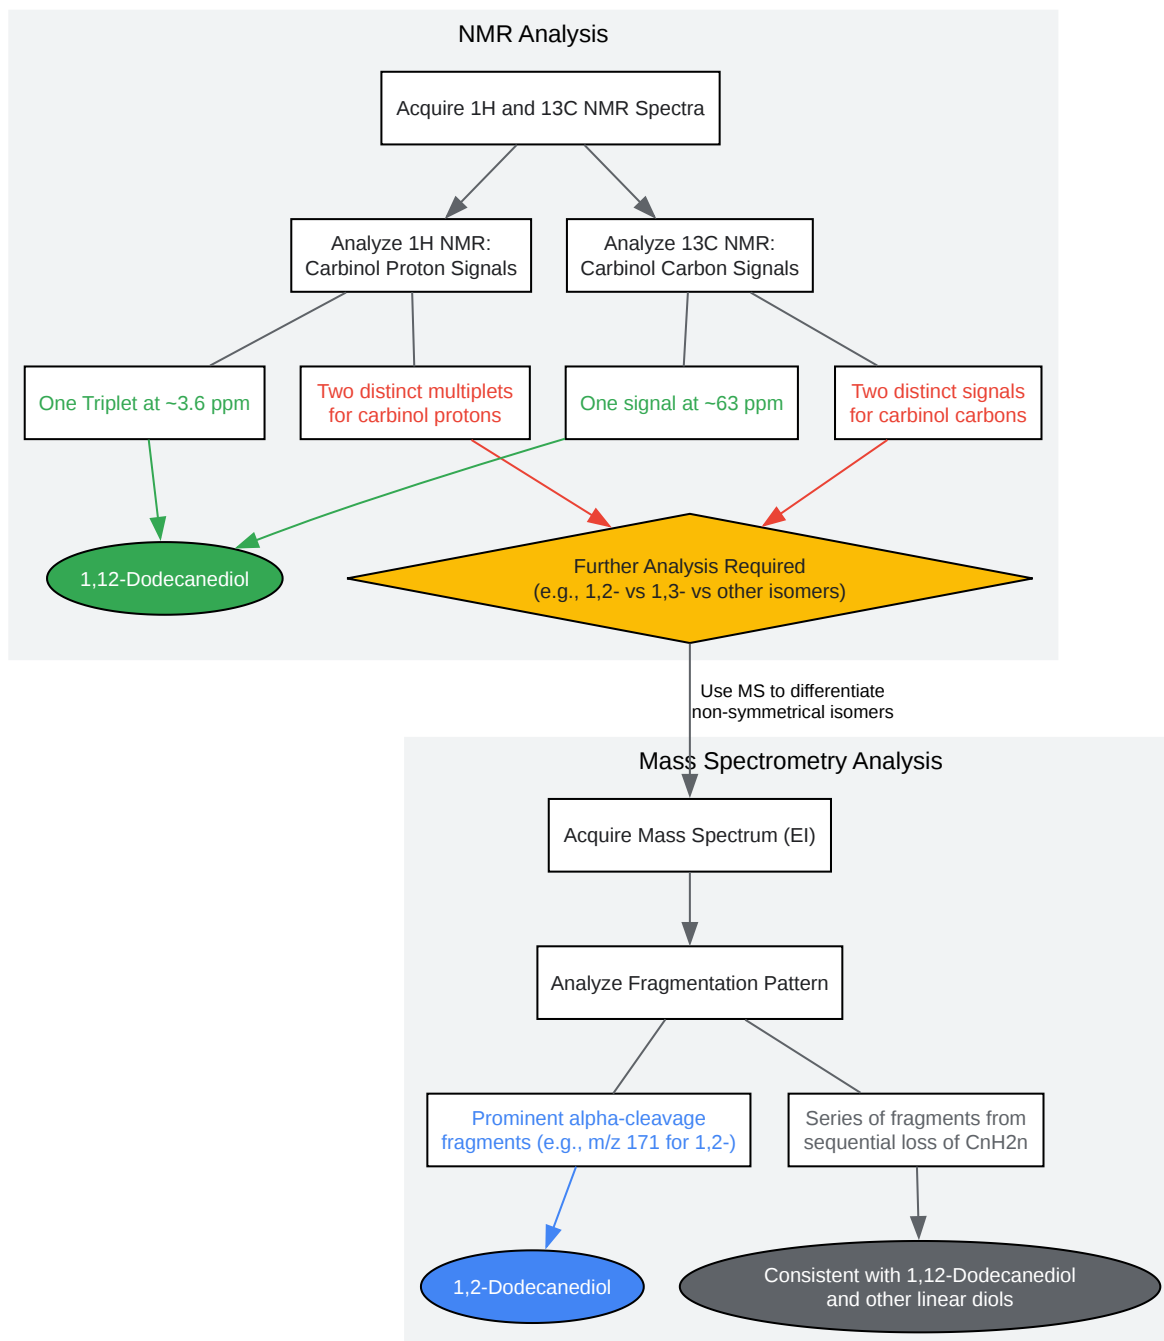 NMR Analysis
Acquire 1H and 13C NMR Spectra
Analyze 1H NMR:
Carbinol Proton Signals
Analyze 13C NMR:
Carbinol Carbon Signals
One Triplet at ~3.6 ppm
Two distinct multiplets
for carbinol protons
One signal at ~63 ppm
Two distinct signals
for carbinol carbons
1,12-Dodecanediol
Further Analysis Required
(e.g., 1,2- vs 1,3- vs other isomers)
Use MS to differentiate
non-symmetrical isomers
Mass Spectrometry Analysis
Acquire Mass Spectrum (EI)
Analyze Fragmentation Pattern
Prominent alpha-cleavage
fragments (e.g., m/z 171 for 1,2-)
Series of fragments from
sequential loss of CnH2n
1,2-Dodecanediol
Consistent with 1,12-Dodecanediol
and other linear diols